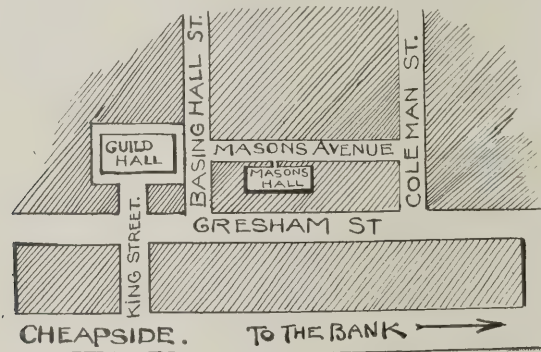 BASING HALL ST.
COLEMAN ST.
GUILD
HALL
MASONS AVENUE
MASONS
HALL
GRESHAM ST
KING STREET.
CHEAPSIDE.
TO THE BANK